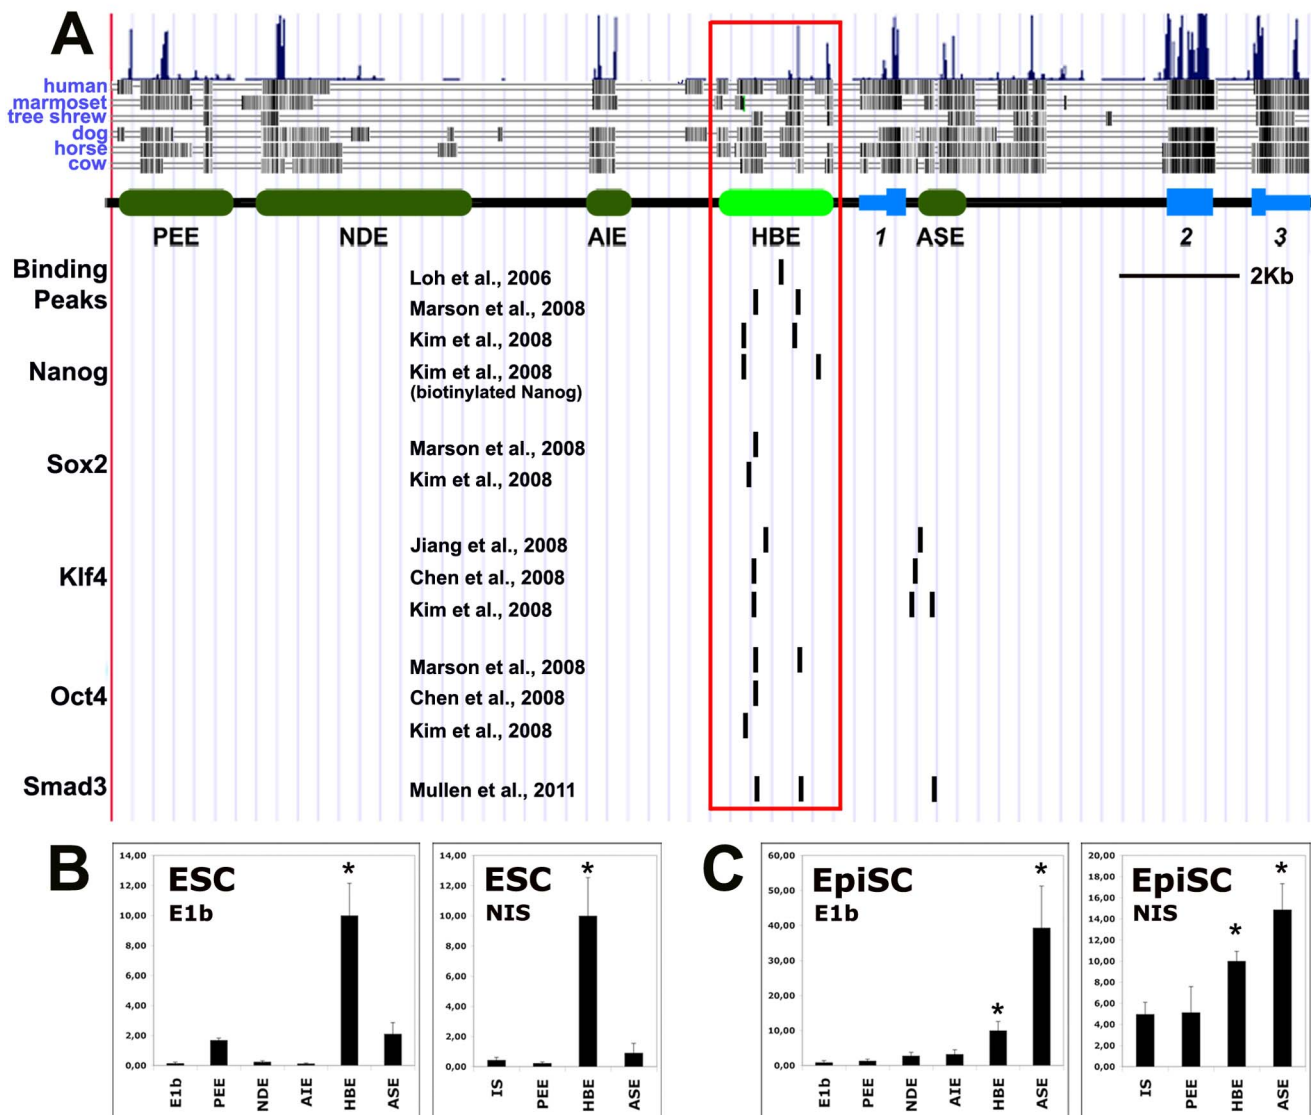 A
human
marmoset
tree shrew
dog
horse
cow
PEE NDE AIE HBE 1 ASE 2 3
Binding
Peaks
2Kb
Loh et al., 2006
Marson et al., 2008
Kim et al., 2008
Nanog
Kim et al., 2008
(biotinylated Nanog)
Marson et al., 2008
Sox2
Kim et al., 2008
Jiang et al., 2008
Klf4
Chen et al., 2008
Kim et al., 2008
Marson et al., 2008
Oct4
Chen et al., 2008
Kim et al., 2008
Smad3
Mullen et al., 2011
B
14,00
12,00
10,00
8,00
6,00
4,00
2,00
0,00
ESC
E1b
*
E1b PEE NDE AIE HBE ASE
14,00
12,00
10,00
8,00
6,00
4,00
2,00
0,00
ESC
NIS
*
IS PEE HBE ASE
C
60,00
50,00
40,00
30,00
20,00
10,00
0,00
EpiSC
E1b
* *
E1b PEE NDE AIE HBE ASE
20,00
18,00
16,00
14,00
12,00
10,00
8,00
6,00
4,00
2,00
0,00
EpiSC
NIS
* *
IS PEE HBE ASE